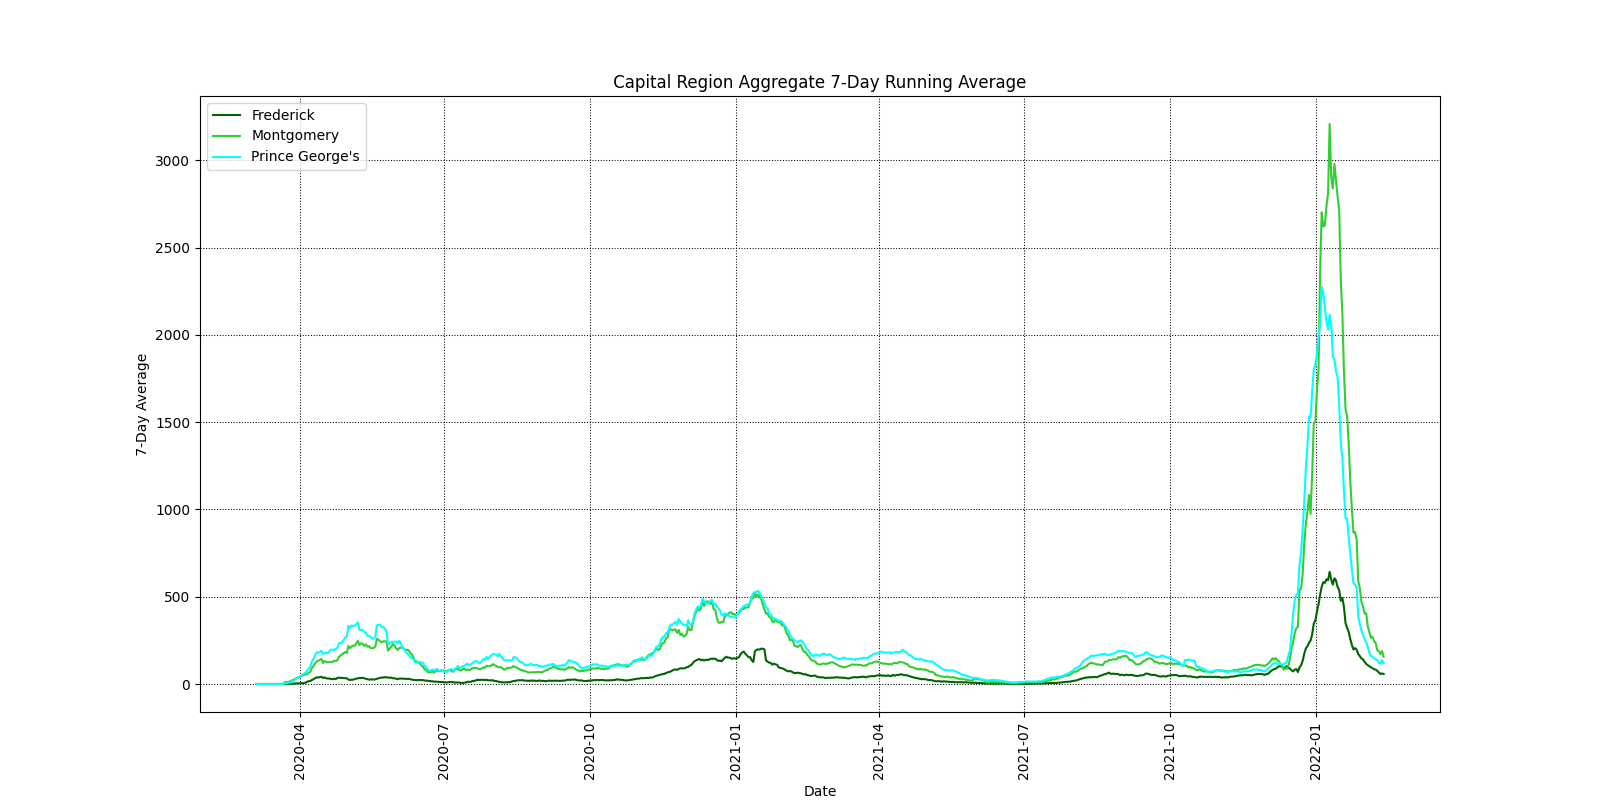 Capital Region Aggregate 7-Day Running Average
Frederick
Montgomery
Prince George's
3000
2500
2000
1500
1000
500
0
7-Day Average
2020-04
2020-07
2020-10
2021-01
2021-04
2021-07
2021-10
2022-01
Date